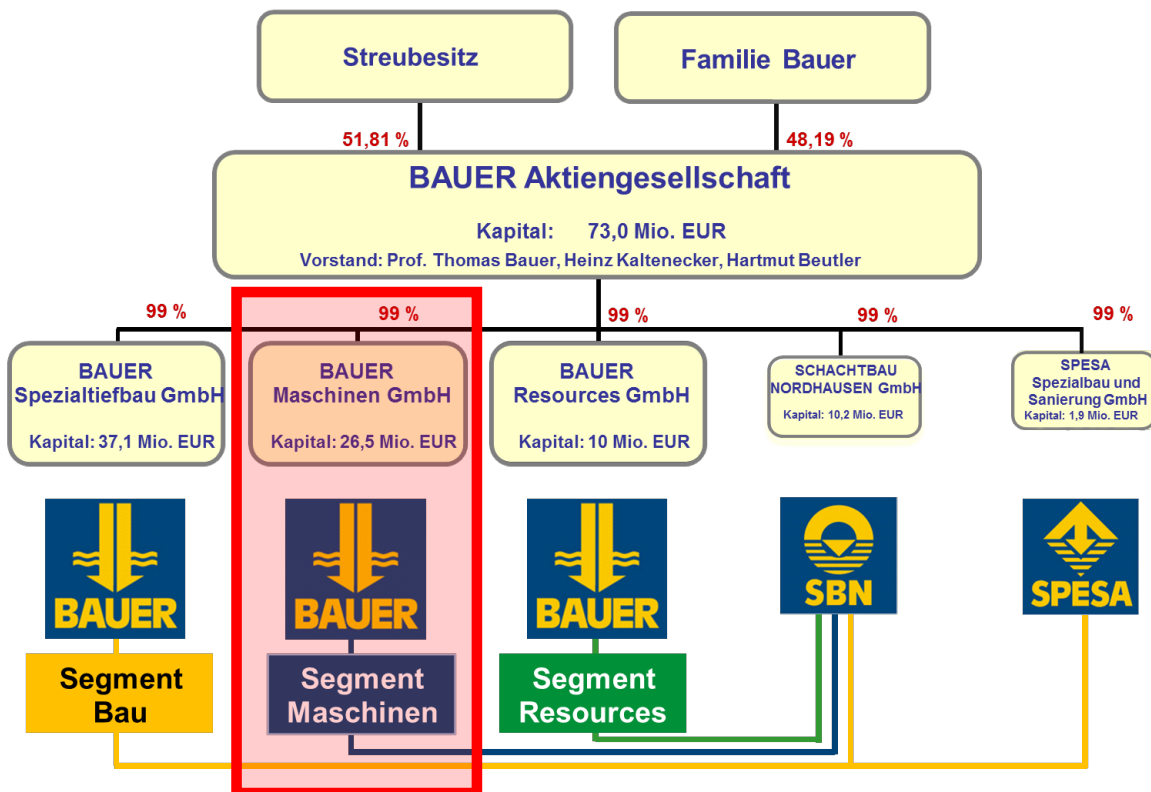 Streubesitz
Familie Bauer
51,81 %
48,19%
BAUER Aktiengesellschaft
Kapital: 73,0 Mio. EUR
Vorstand: Prof. Thomas Bauer, Heinz Kaltenecker, Hartmut Beutler
99 %
99 %
99 %
99 %
99 %
BAUER
Spezialtiefbau GmbH
Kapital: 37,1 Mio. EUR
BAUER
Maschinen GmbH
Kapital: 26,5 Mio. EUR
BAUER
Resources GmbH
Kapital: 10 Mio. EUR
SCHACHTBAU
NORDHAUSEN GmbH
Kapital: 10,2 Mio. EUR
SPESA
Spezialbau und
Sanierung GmbH
Kapital: 1,9 Mio. EUR
BAUER
BAUER
BAUER
SBN
SPESA
Segment
Bau
Segment
Maschinen
Segment
Resources